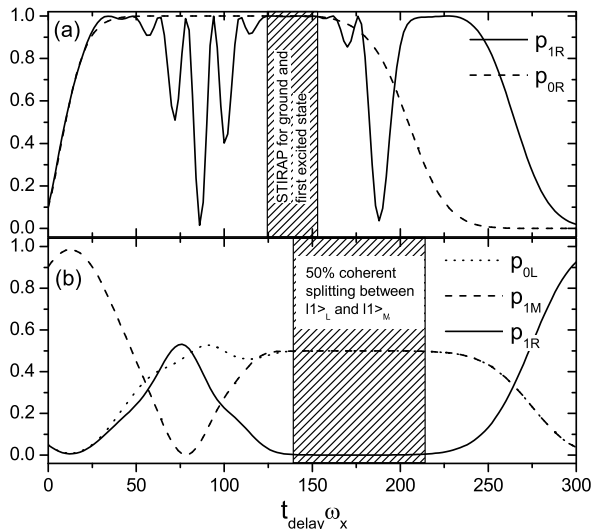 (a)
1.0
0.8
0.6
0.4
0.2
0.0
p1R
p0R
STIRAP for ground and
first excited state
(b)
1.0
0.8
0.6
0.4
0.2
0.0
50% coherent
splitting between
|1>L and |1>M
p0L
p1M
p1R
0 50 100 150 200 250 300
tdelayωx